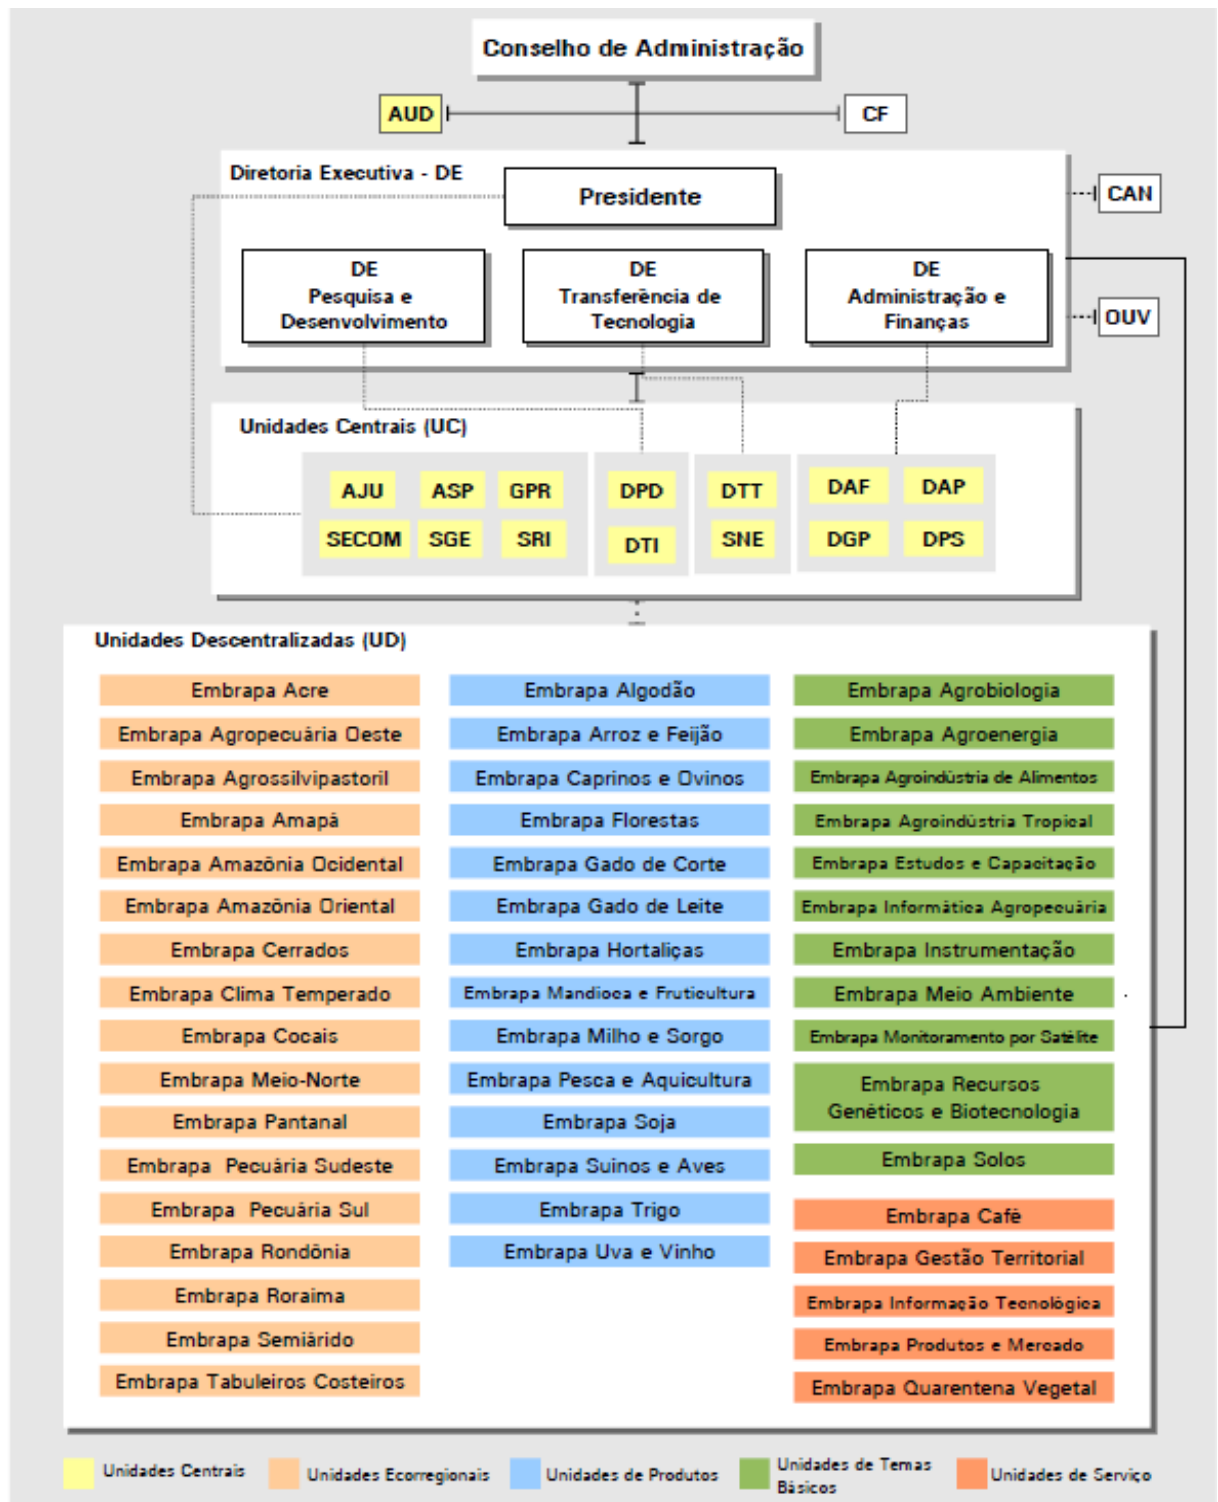 Conselho de Administração
AUD
CF
Diretoria Executiva - DE
Presidente
CAN
DE
Pesquisa e
Desenvolvimento
DE
Transferência de
Tecnologia
DE
Administração e
Finanças
OUV
Unidades Centrais (UC)
AJU
ASP
GPR
SECOM
SGE
SRI
DPD
DTI
DTT
SNE
DAF
DAP
DGP
DPS
Unidades Descentralizadas (UD)
Embrapa Acre
Embrapa Agropecuária Oeste
Embrapa Agrossilvipastoril
Embrapa Amapá
Embrapa Amazônia Ocidental
Embrapa Amazônia Oriental
Embrapa Cerrados
Embrapa Clima Temperado
Embrapa Cocais
Embrapa Meio-Norte
Embrapa Pantanal
Embrapa Pecuária Sudeste
Embrapa Pecuária Sul
Embrapa Rondônia
Embrapa Roraima
Embrapa Semiárido
Embrapa Tabuleiros Costeiros
Embrapa Algodão
Embrapa Arroz e Feijão
Embrapa Caprinos e Ovinos
Embrapa Florestas
Embrapa Gado de Corte
Embrapa Gado de Leite
Embrapa Hortaliças
Embrapa Mandioca e Fruticultura
Embrapa Milho e Sorgo
Embrapa Pesca e Aquicultura
Embrapa Soja
Embrapa Suinos e Aves
Embrapa Trigo
Embrapa Uva e Vinho
Embrapa Agrobiologia
Embrapa Agroenergia
Embrapa Agroindústria de Alimentos
Embrapa Agroindústria Tropical
Embrapa Estudos e Capacitação
Embrapa Informática Agropecuária
Embrapa Instrumentação
Embrapa Meio Ambiente
Embrapa Monitoramento por Satélite
Embrapa Recursos
Genéticos e Biotecnologia
Embrapa Solos
Embrapa Café
Embrapa Gestão Territorial
Embrapa Informação Tecnológica
Embrapa Produtos e Mercado
Embrapa Quarentena Vegetal
Unidades Centrais
Unidades Ecorregionais
Unidades de Produtos
Unidades de Temas
Básicos
Unidades de Serviço